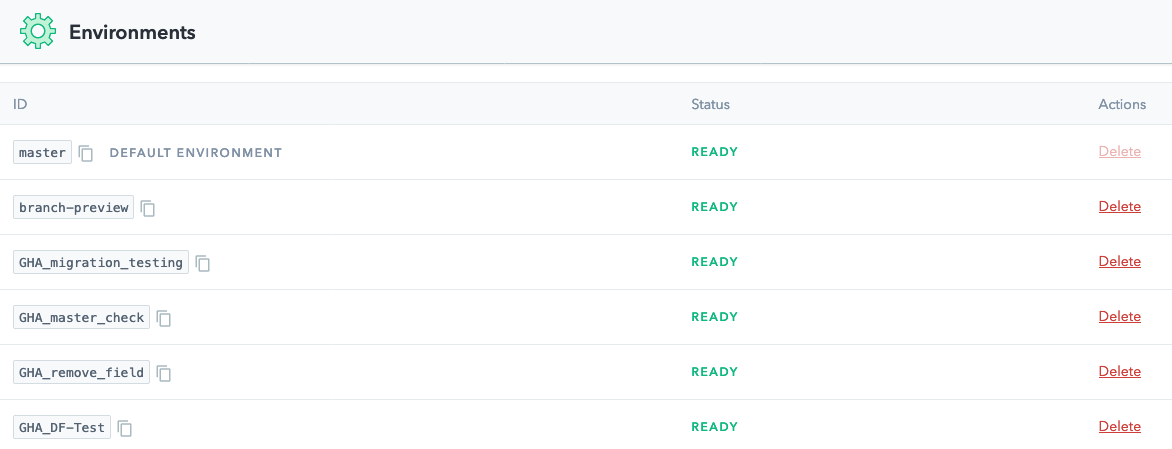 Environments
ID Status Actions
master DEFAULT ENVIRONMENT READY Delete
branch-preview READY Delete
GHA_migration_testing READY Delete
GHA_master_check READY Delete
GHA_remove_field READY Delete
GHA_DF-Test READY Delete